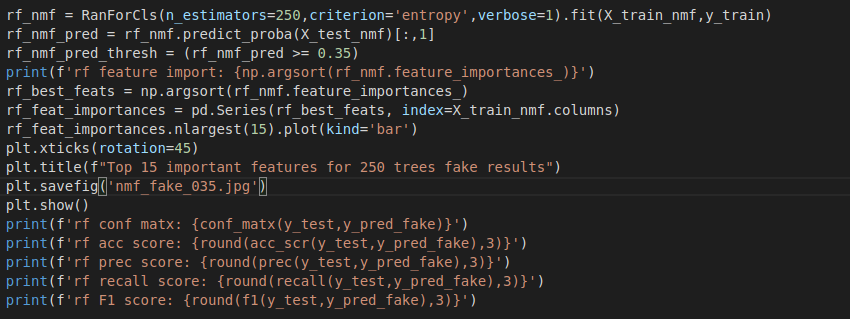 rf_nmf = RanForCls(n_estimators=250,criterion='entropy',verbose=1).fit(X_train_nmf,y_train)
rf_nmf_pred = rf_nmf.predict_proba(X_test_nmf)[:,1]
rf_nmf_pred_thresh = (rf_nmf_pred >= 0.35)
print(f'rf feature import: {np.argsort(rf_nmf.feature_importances_)}')
rf_best_feats = np.argsort(rf_nmf.feature_importances_)
rf_feat_importances = pd.Series(rf_best_feats, index=X_train_nmf.columns)
rf_feat_importances.nlargest(15).plot(kind='bar')
plt.xticks(rotation=45)
plt.title(f"Top 15 important features for 250 trees fake results")
plt.savefig('nmf_fake_035.jpg')
plt.show()
print(f'rf conf matx: {conf_matx(y_test,y_pred_fake)}')
print(f'rf acc score: {round(acc_scr(y_test,y_pred_fake),3)}')
print(f'rf prec score: {round(prec(y_test,y_pred_fake),3)}')
print(f'rf recall score: {round(recall(y_test,y_pred_fake),3)}')
print(f'rf F1 score: {round(f1(y_test,y_pred_fake),3)}')